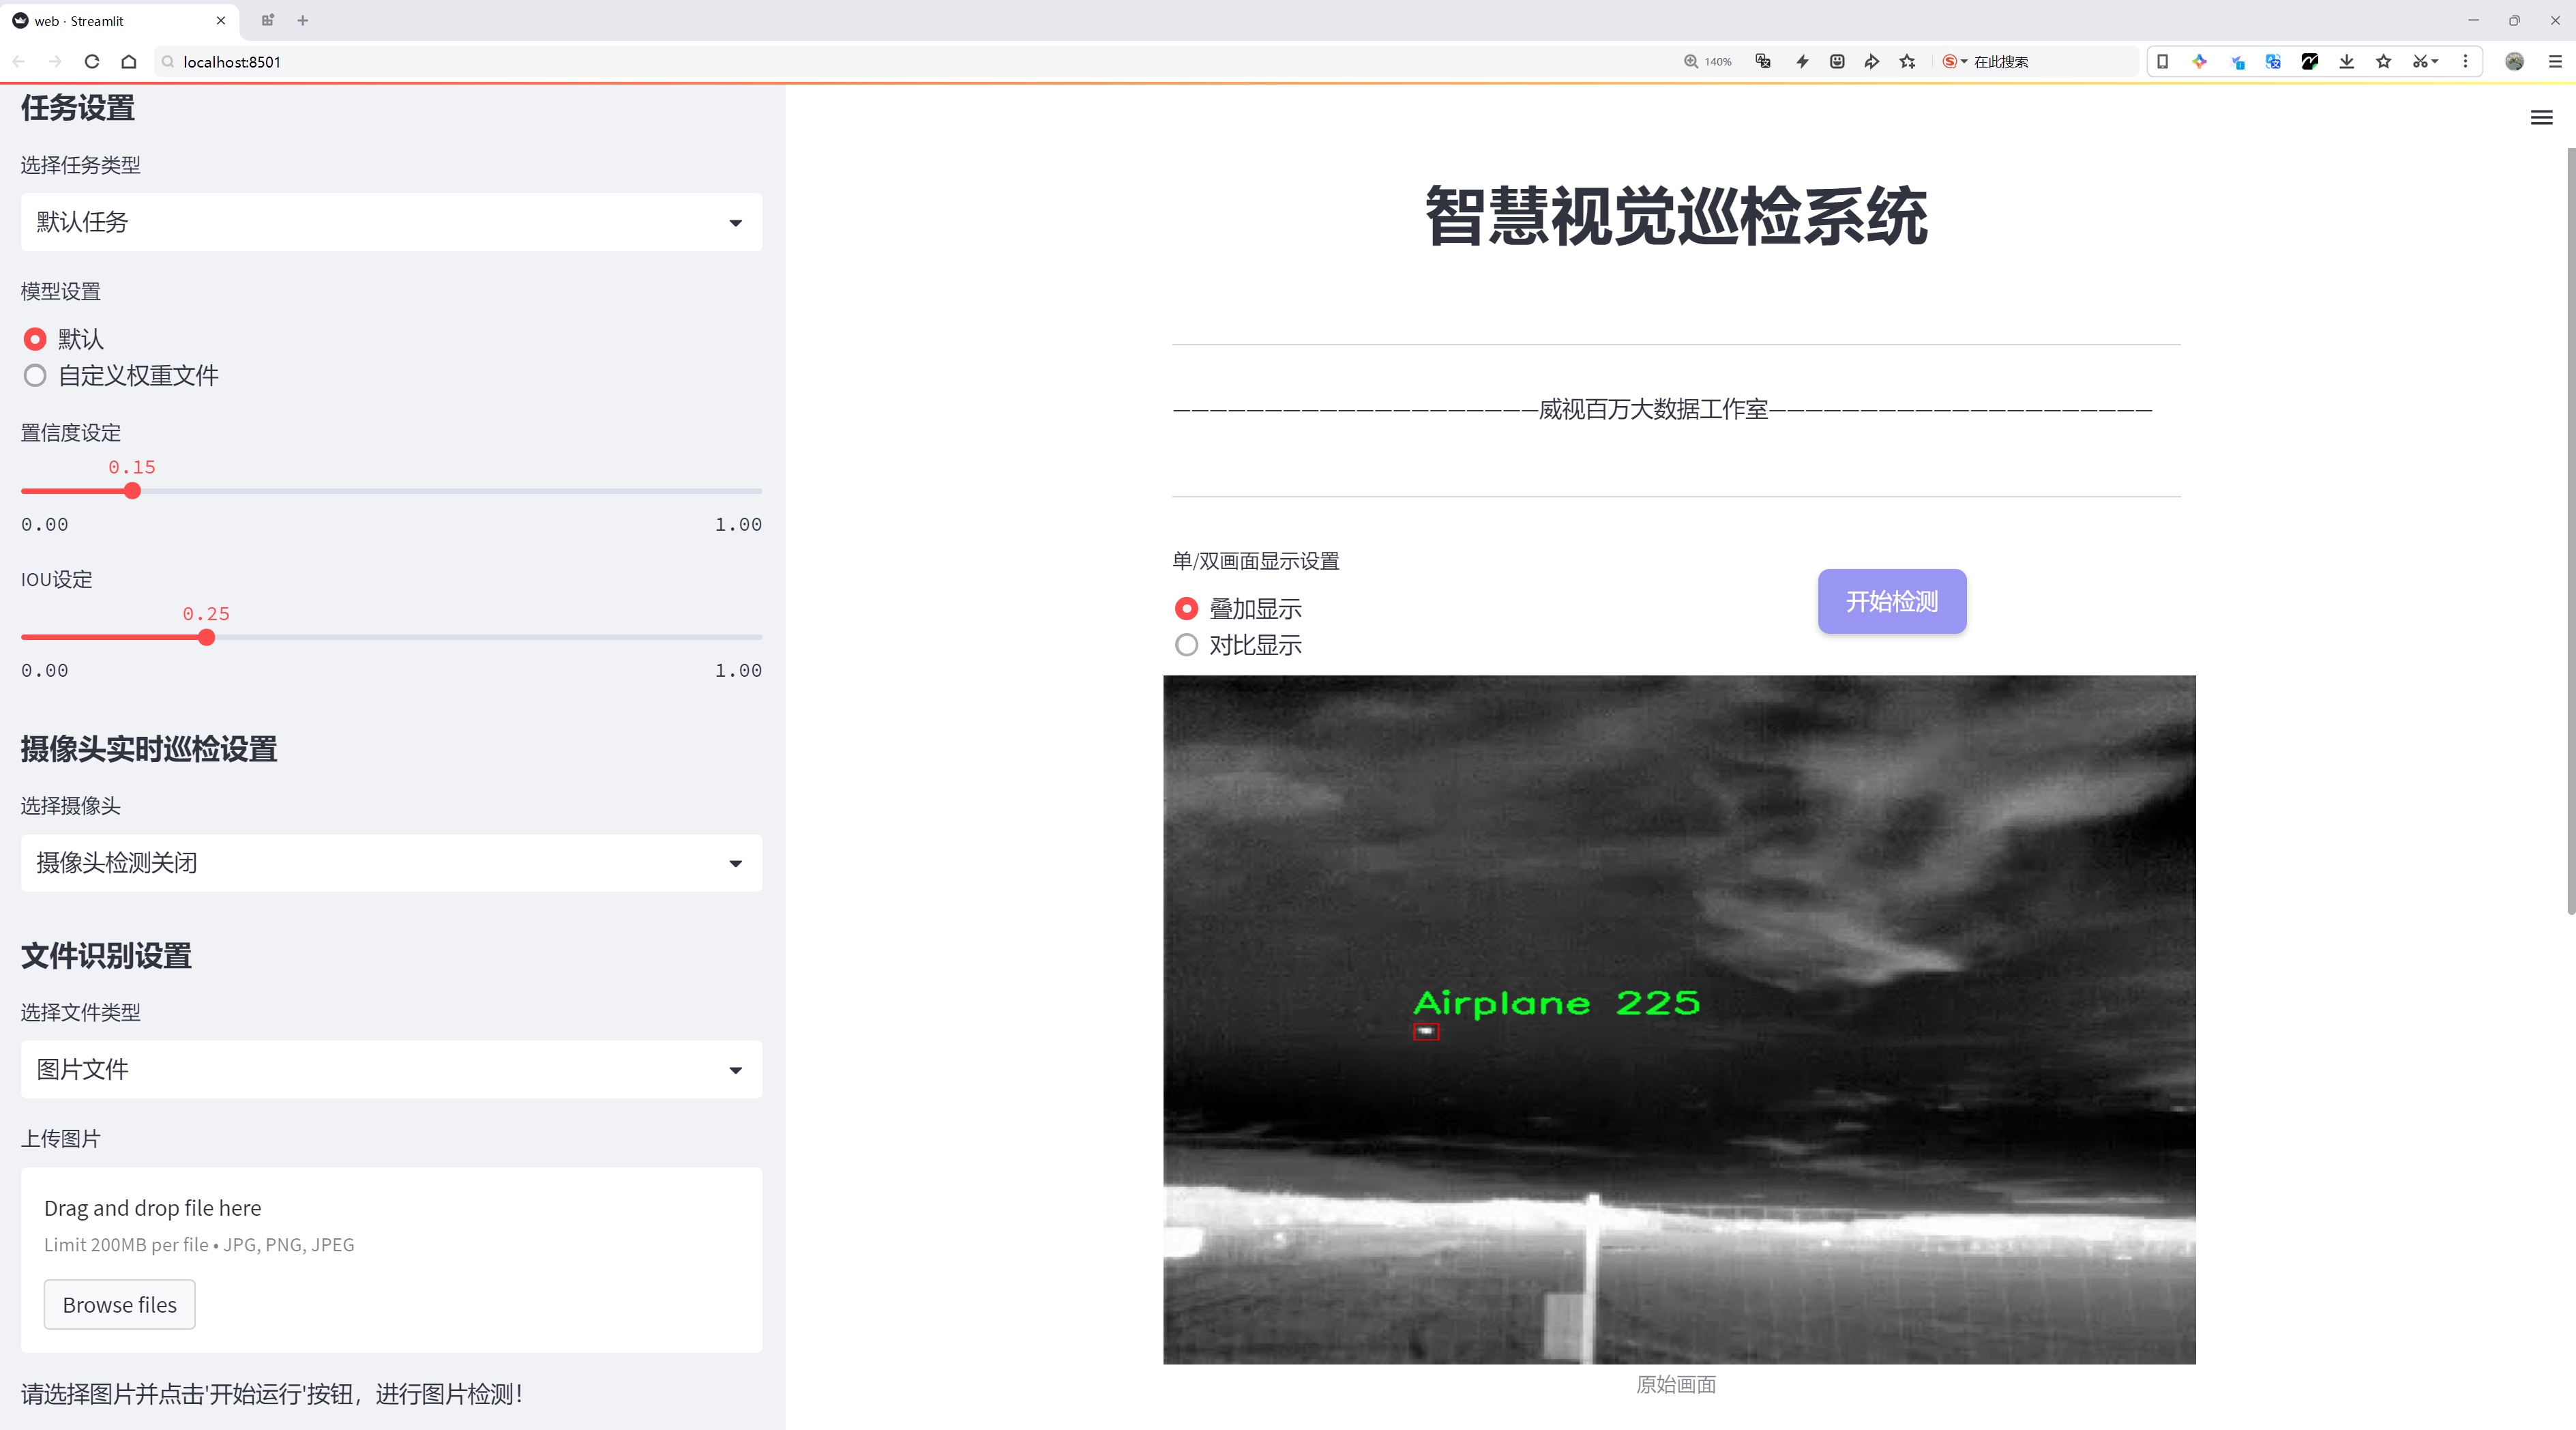 web · Streamlit
localhost:8501
140%
在此搜索
任务设置
选择任务类型
默认任务
模型设置
默认
自定义权重文件
置信度设定
0.15
0.00 1.00
IOU设定
0.25
0.00 1.00
摄像头实时巡检设置
选择摄像头
摄像头检测关闭
文件识别设置
选择文件类型
图片文件
上传图片
Drag and drop file here
Limit 200MB per file • JPG, PNG, JPEG
Browse files
请选择图片并点击'开始运行'按钮，进行图片检测！
智慧视觉巡检系统
————————————————————威视百万大数据工作室—————————————————————
单/双画面显示设置
叠加显示
对比显示
开始检测
Airplane 225
原始画面